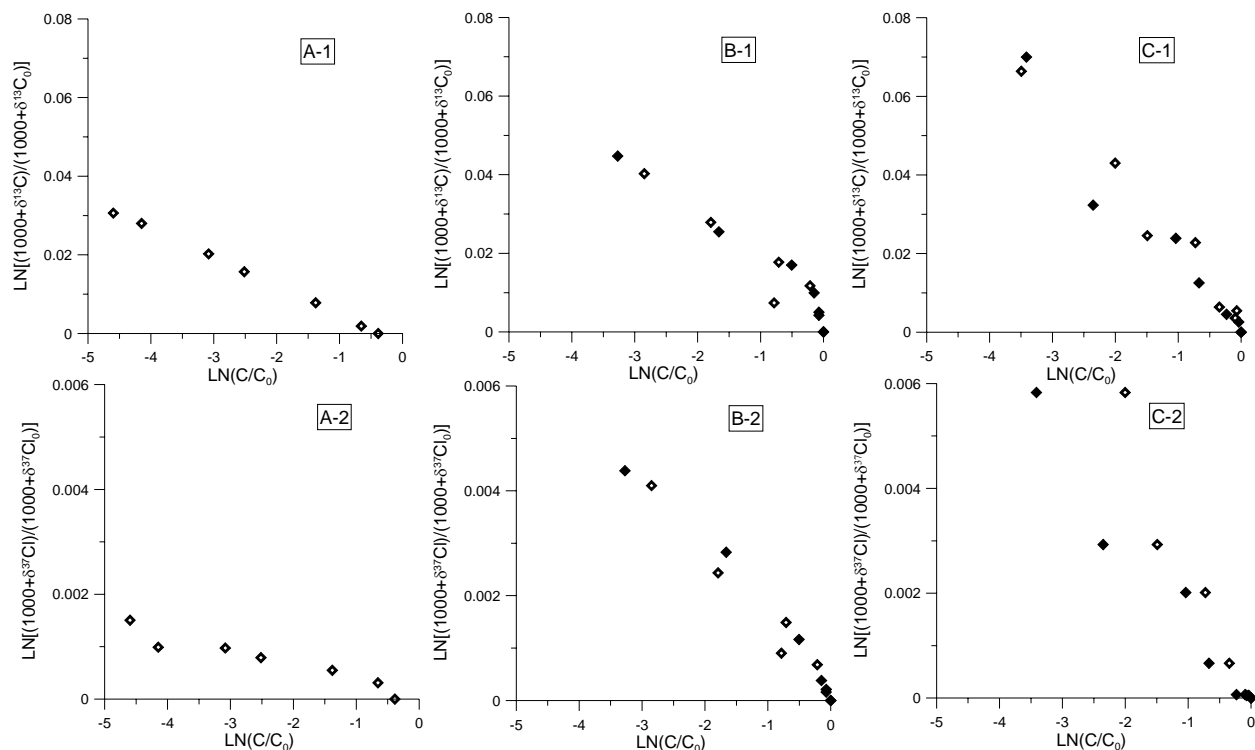 A-1
LN[(1000+δ¹³C)/(1000+δ¹³C₀)]
0.08
0.06
0.04
0.02
0
-5 -4 -3 -2 -1 0
LN(C/C₀)
B-1
LN[(1000+δ¹³C)/(1000+δ¹³C₀)]
0.08
0.06
0.04
0.02
0
-5 -4 -3 -2 -1 0
LN(C/C₀)
C-1
LN[(1000+δ¹³C)/(1000+δ¹³C₀)]
0.08
0.06
0.04
0.02
0
-5 -4 -3 -2 -1 0
LN(C/C₀)
A-2
LN[(1000+δ³⁷Cl)/(1000+δ³⁷Cl₀)]
0.006
0.004
0.002
0
-5 -4 -3 -2 -1 0
LN(C/C₀)
B-2
LN[(1000+δ³⁷Cl)/(1000+δ³⁷Cl₀)]
0.006
0.004
0.002
0
-5 -4 -3 -2 -1 0
LN(C/C₀)
C-2
LN[(1000+δ³⁷Cl)/(1000+δ³⁷Cl₀)]
0.006
0.004
0.002
0
-5 -4 -3 -2 -1 0
LN(C/C₀)